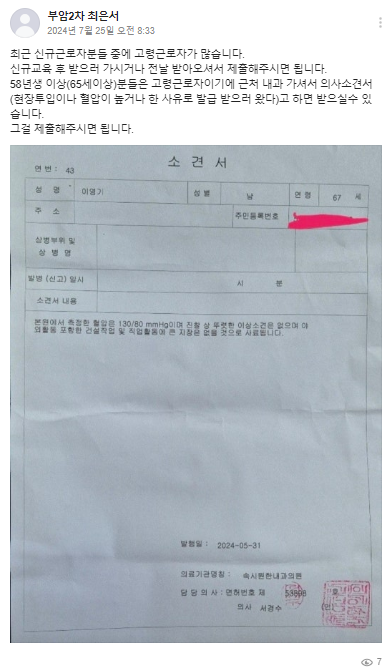 부암2차 최은서
2024년 7월 25일 오전 8:33
최근 신규근로자분들 중에 고령근로자가 많습니다.
신규교육 후 받으러 가시거나 전날 받아오셔서 제출해주시면 됩니다.
58년생 이상(65세이상)분들은 고령근로자이기에 근처 내과 가셔서 의사소견서
(현장투입이나 혈압이 높거나 한 사유로 발급 받으러 왔다)고 하면 받으실수 있
습니다.
그걸 제출해주시면 됩니다.
소 견 서
연 번 : 43
성 명 이영기 성 별 남 연 령 67 세
주 소 주민등록번호
상병부위 및
상 병 명
발병 (신고) 일시 시 분
소견서 내용
본원에서 측정한 혈압은 130/80 mmHg이며 진찰 상 뚜렷한 이상소견은 없으며 야
외활동 포함한 건설작업 및 직업활동에 큰 지장은 없을 것으로 사료됩니다.
발행일 : 2024-05-31
의료기관명칭 : 속시원한내과의원
담 당 의 사 : 면허번호 제 53808 호
의사 서경수 (인)
7